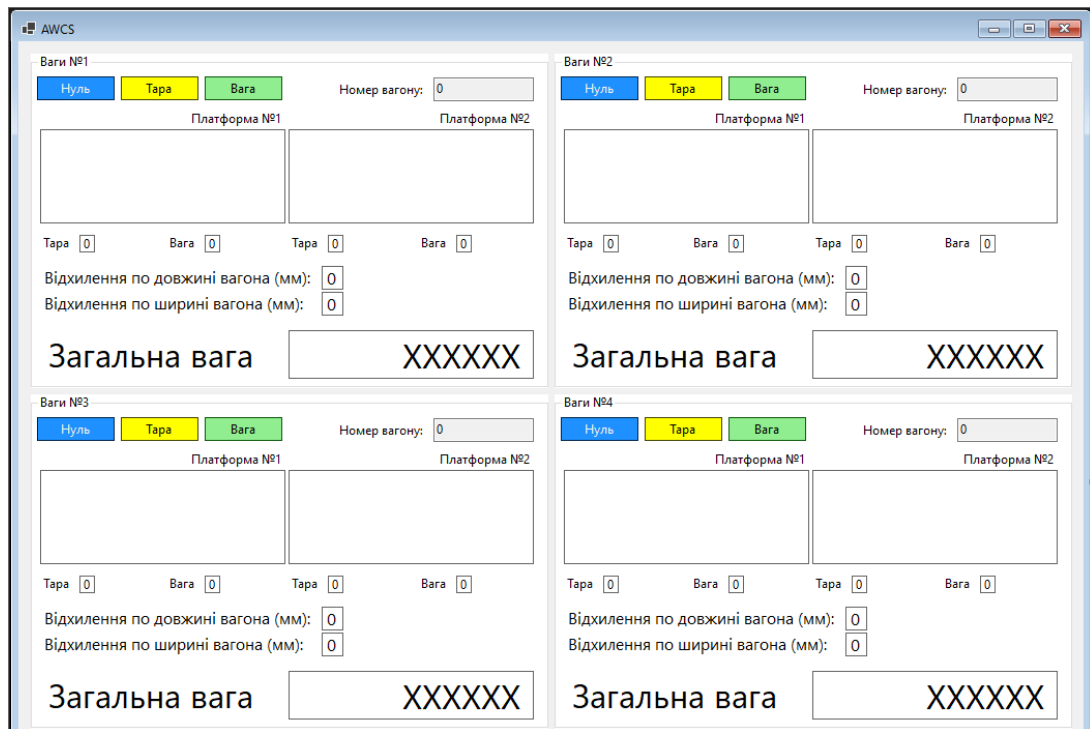 AWCS
Ваги №1
Нуль Тара Вага Номер вагону: 0
Платформа №1 Платформа №2
Тара 0 Вага 0 Тара 0 Вага 0
Відхилення по довжині вагона (мм): 0
Відхилення по ширині вагона (мм): 0
Загальна вага XXXXXX
Ваги №2
Нуль Тара Вага Номер вагону: 0
Платформа №1 Платформа №2
Тара 0 Вага 0 Тара 0 Вага 0
Відхилення по довжині вагона (мм): 0
Відхилення по ширині вагона (мм): 0
Загальна вага XXXXXX
Ваги №3
Нуль Тара Вага Номер вагону: 0
Платформа №1 Платформа №2
Тара 0 Вага 0 Тара 0 Вага 0
Відхилення по довжині вагона (мм): 0
Відхилення по ширині вагона (мм): 0
Загальна вага XXXXXX
Ваги №4
Нуль Тара Вага Номер вагону: 0
Платформа №1 Платформа №2
Тара 0 Вага 0 Тара 0 Вага 0
Відхилення по довжині вагона (мм): 0
Відхилення по ширині вагона (мм): 0
Загальна вага XXXXXX